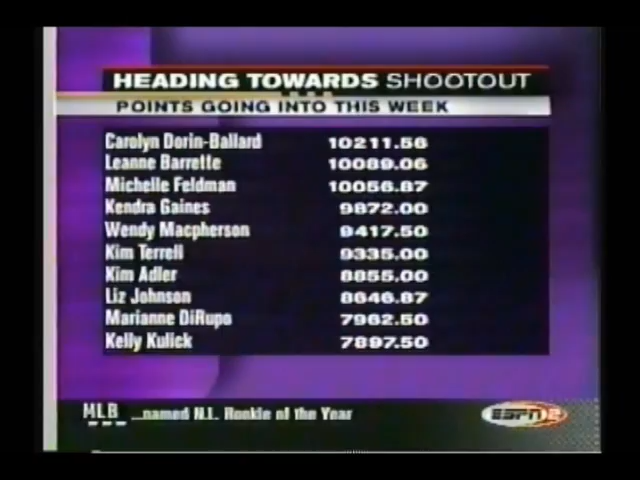 HEADING TOWARDS SHOOTOUT
POINTS GOING INTO THIS WEEK
Carolyn Dorin-Ballard 10211.56
Leanne Barrette 10089.06
Michelle Feldman 10056.87
Kendra Gaines 9872.00
Wendy Macpherson 9417.50
Kim Terrell 9335.00
Kim Adler 8855.00
Liz Johnson 8646.87
Marianne DiRupo 7962.50
Kelly Kulick 7897.50
MLB ...named N.L. Rookie of the Year
ESPN2